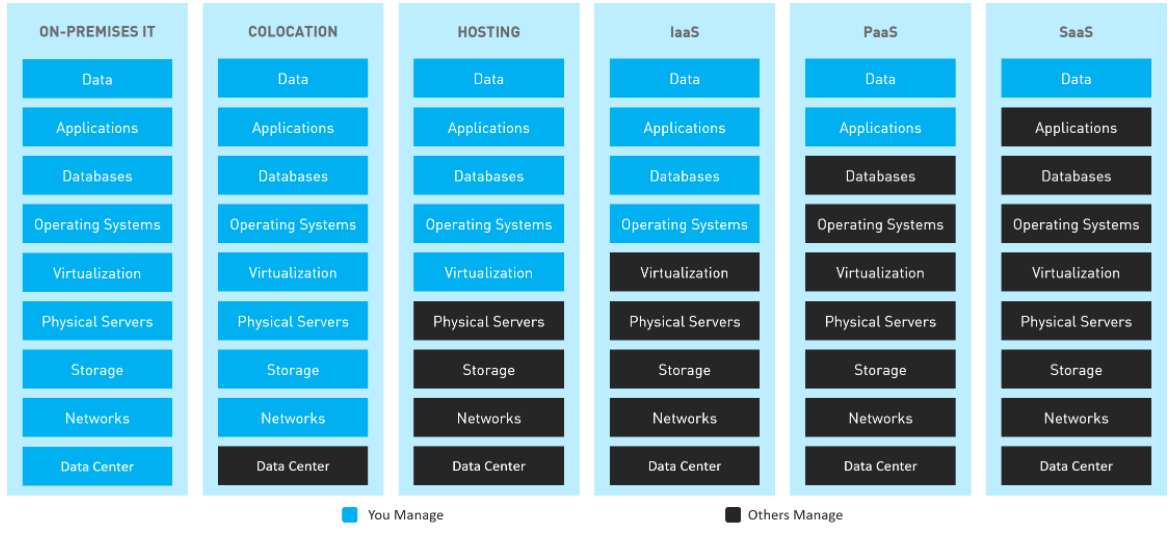 ON-PREMISES IT
Data
Applications
Databases
Operating Systems
Virtualization
Physical Servers
Storage
Networks
Data Center
COLOCATION
Data
Applications
Databases
Operating Systems
Virtualization
Physical Servers
Storage
Networks
Data Center
HOSTING
Data
Applications
Databases
Operating Systems
Virtualization
Physical Servers
Storage
Networks
Data Center
IaaS
Data
Applications
Databases
Operating Systems
Virtualization
Physical Servers
Storage
Networks
Data Center
PaaS
Data
Applications
Databases
Operating Systems
Virtualization
Physical Servers
Storage
Networks
Data Center
SaaS
Data
Applications
Databases
Operating Systems
Virtualization
Physical Servers
Storage
Networks
Data Center
You Manage
Others Manage